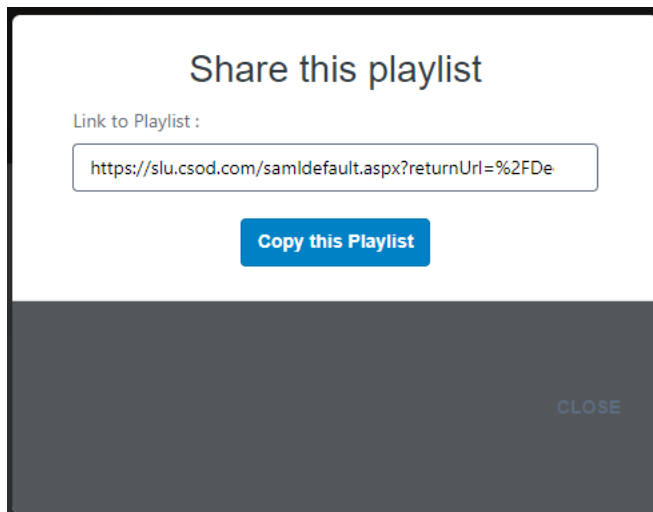 Share this playlist
Link to Playlist :
https://slu.csod.com/samldefault.aspx?returnUrl=%2FDe
Copy this Playlist
CLOSE